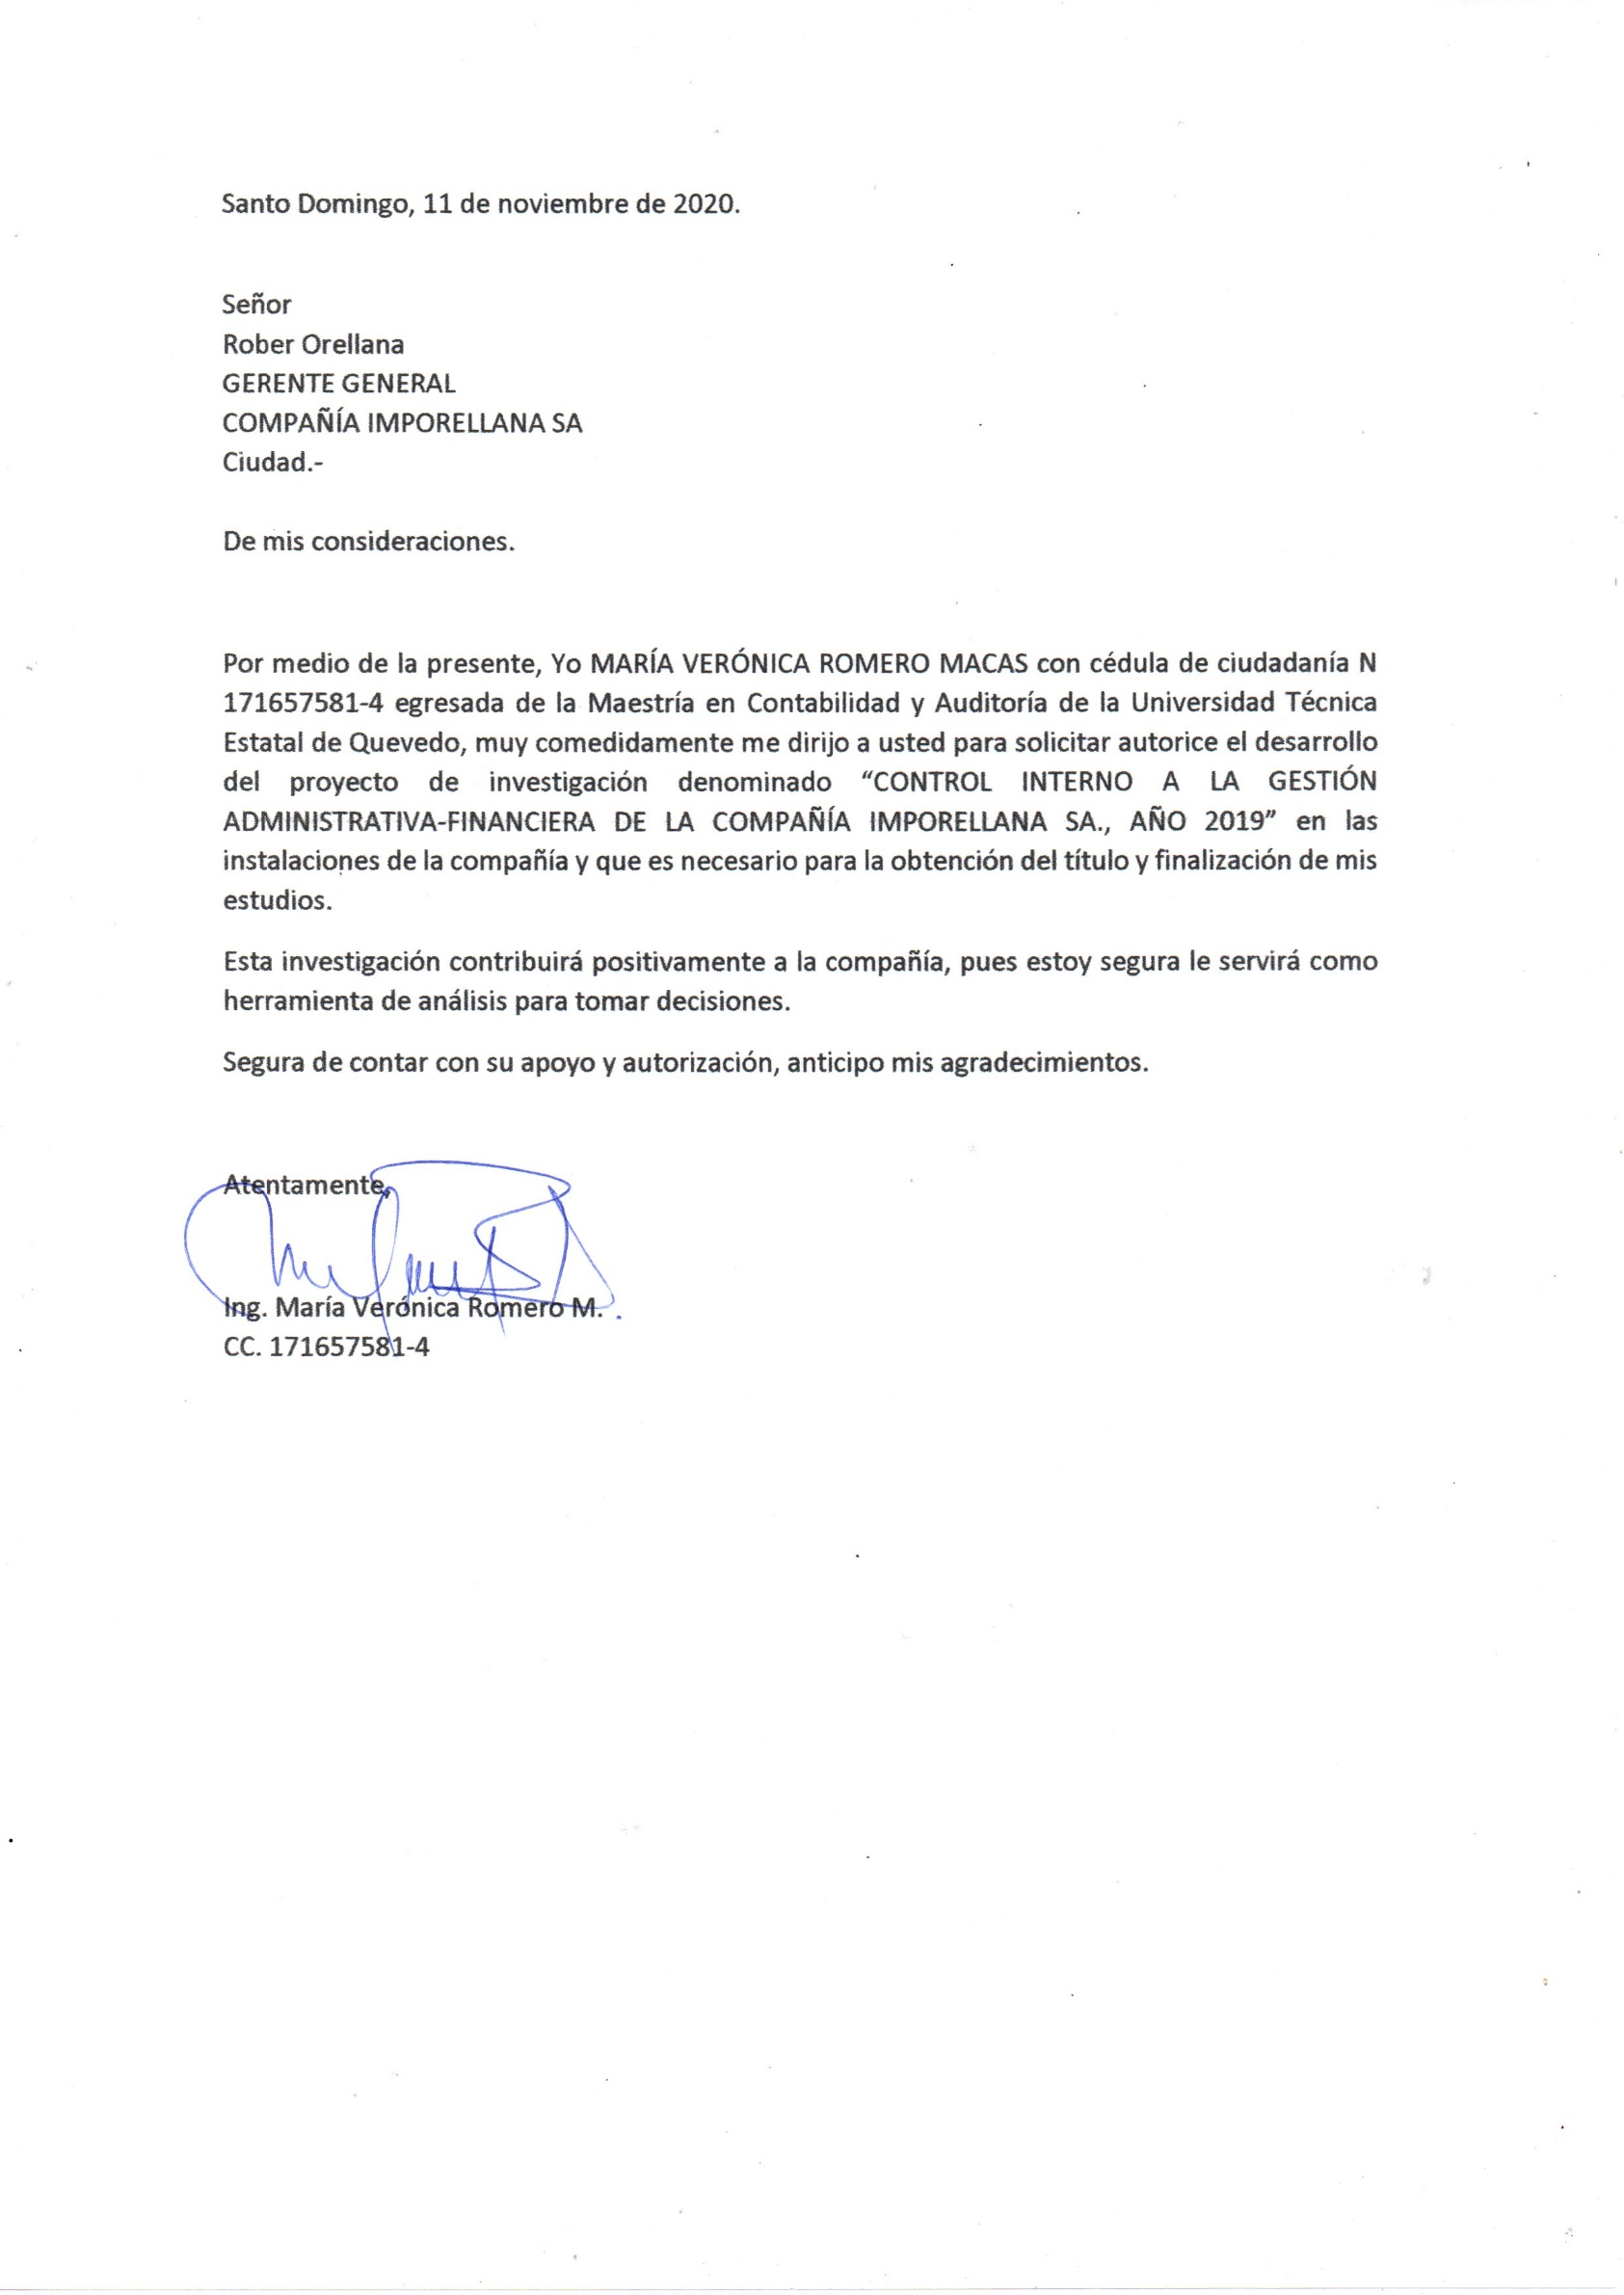 Santo Domingo, 11 de noviembre de 2020.
Señor
Rober Orellana
GERENTE GENERAL
COMPAÑÍA IMPORELLANA SA
Ciudad.-
De mis consideraciones.
Por medio de la presente, Yo MARÍA VERÓNICA ROMERO MACAS con cédula de ciudadanía N
171657581-4 egresada de la Maestría en Contabilidad y Auditoría de la Universidad Técnica
Estatal de Quevedo, muy comedidamente me dirijo a usted para solicitar autorice el desarrollo
del proyecto de investigación denominado “CONTROL INTERNO A LA GESTIÓN
ADMINISTRATIVA-FINANCIERA DE LA COMPAÑÍA IMPORELLANA SA., AÑO 2019” en las
instalaciones de la compañía y que es necesario para la obtención del título y finalización de mis
estudios.
Esta investigación contribuirá positivamente a la compañía, pues estoy segura le servirá como
herramienta de análisis para tomar decisiones.
Segura de contar con su apoyo y autorización, anticipo mis agradecimientos.
Atentamente,
Ing. María Verónica Romero M.
CC. 171657581-4